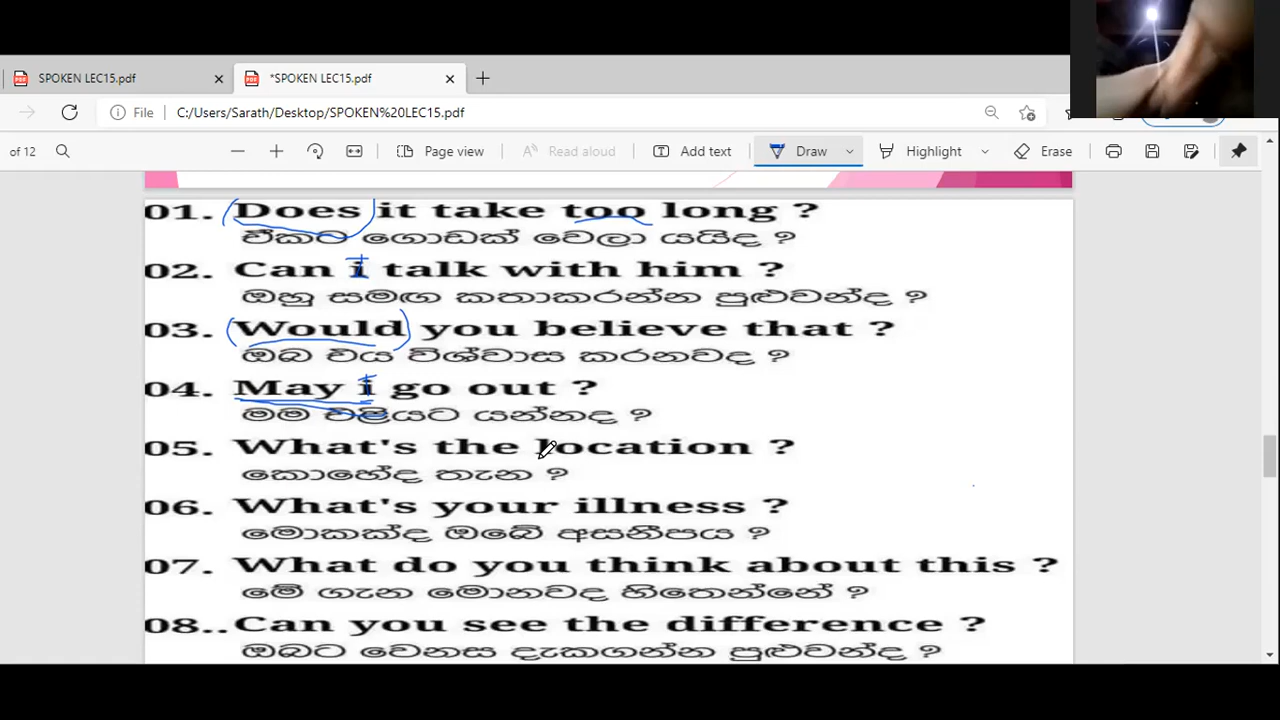 SPOKEN LEC15.pdf
*SPOKEN LEC15.pdf
File C:/Users/Sarath/Desktop/SPOKEN%20LEC15.pdf
of 12 Page view Read aloud Add text Draw Highlight Erase
01. Does it take too long ?
ඒකට ගොඩක් වෙලා යයිද ?
02. Can i talk with him ?
ඔහු සමඟ කතාකරන්න පුළුවන්ද ?
03. Would you believe that ?
ඔබ එය විශ්වාස කරනවද ?
04. May i go out ?
මම එළියට යන්නද ?
05. What's the location ?
කොහේද තැන ?
06. What's your illness ?
මොකක්ද ඔබේ අසනීපය ?
07. What do you think about this ?
මේ ගැන මොනවද හිතෙන්නේ ?
08.. Can you see the difference ?
ඔබට වෙනස දැකගන්න පුළුවන්ද ?